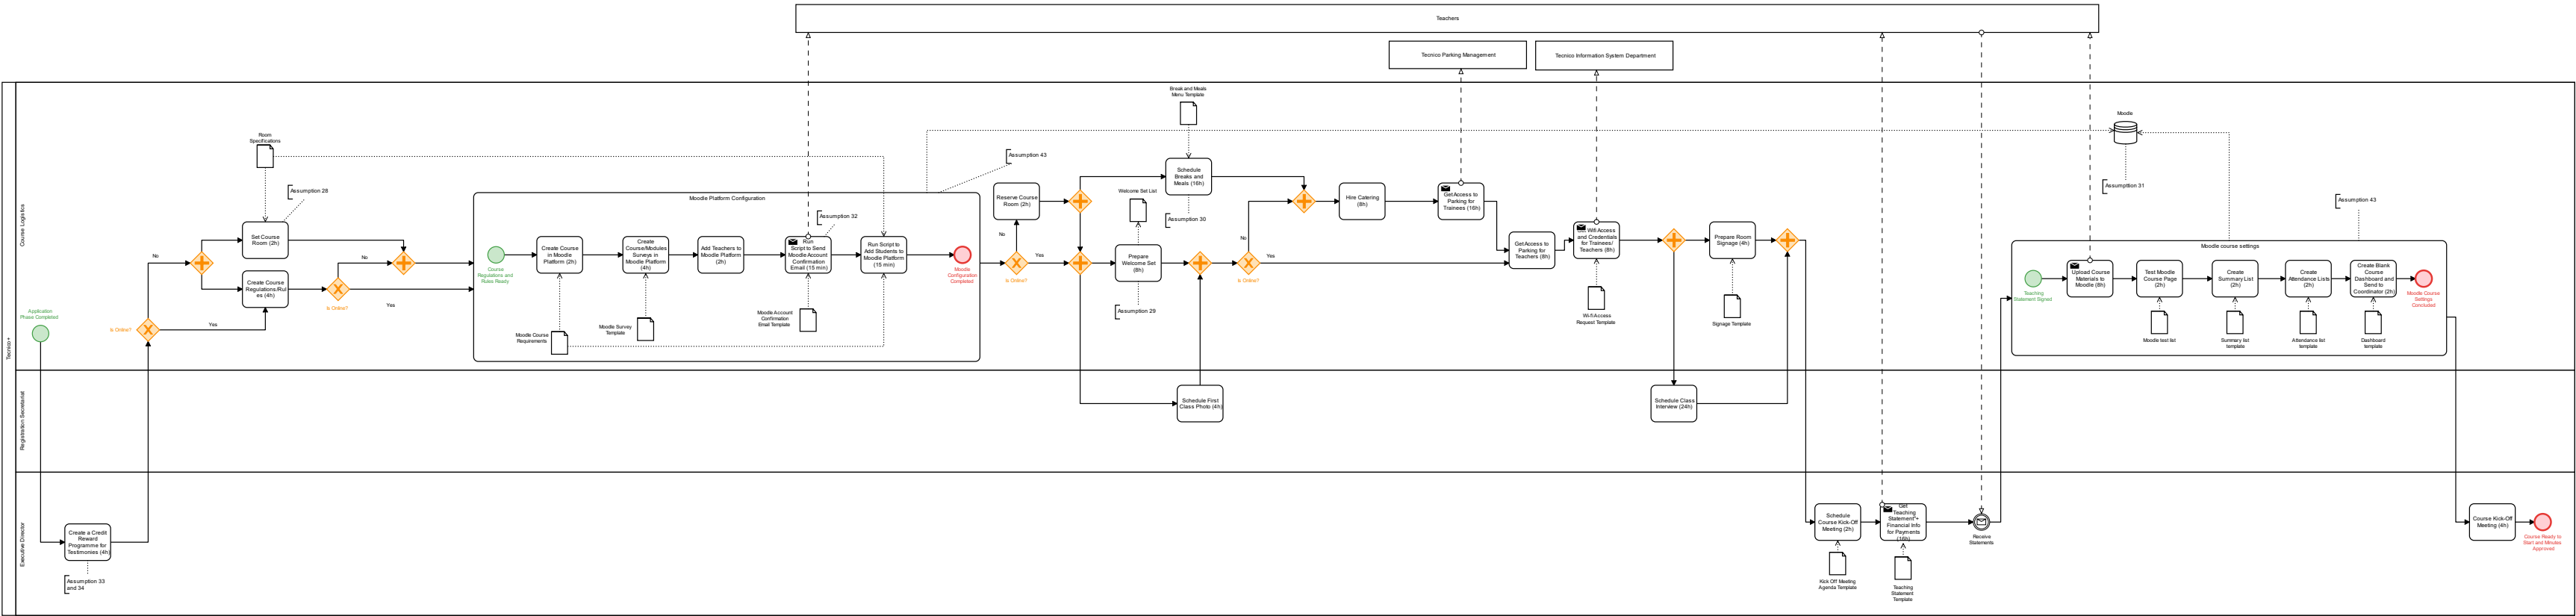 Teachers
Tecnico Parking Management
Tecnico Information System Department
Tecnico+
Course Logistics
Registration Secretariat
Executive Director
Application
Phase Completed
Create a Credit
Reward
Programme for
Testimonies (4h)
Assumption 33
and 34
Is Online?
No
Yes
Room
Specifications
Assumption 28
Set Course
Room (2h)
Create Course
Regulations/Rul
es (4h)
Is Online?
No
Yes
Moodle Platform Configuration
Course
Regulations and
Rules Ready
Create Course
in Moodle
Platform (2h)
Create
Course/Modules
Surveys in
Moodle Platform
(4h)
Add Teachers to
Moodle Platform
(2h)
Run
Script to Send
Moodle Account
Confirmation
Email (15 min)
Assumption 32
Run Script to
Add Students to
Moodle Platform
(15 min)
Moodle
Configuration
Completed
Moodle Course
Requirements
Moodle Survey
Template
Moodle Account
Confirmation
Email Template
Assumption 43
Is Online?
No
Yes
Reserve Course
Room (2h)
Break and Meals
Menu Template
Schedule
Breaks and
Meals (16h)
Assumption 30
Welcome Set List
Prepare
Welcome Set
(8h)
Assumption 29
Schedule First
Class Photo (4h)
Is Online?
No
Yes
Hire Catering
(8h)
Get Access to
Parking for
Trainees (16h)
Get Access to
Parking for
Teachers (8h)
Wifi Access
and Credentials
for Trainees/
Teachers (8h)
Wi-fi Access
Request Template
Prepare Room
Signage (4h)
Signage Template
Schedule Class
Interview (24h)
Schedule
Course Kick-Off
Meeting (2h)
Kick Off Meeting
Agenda Template
Get
Teaching
Statement"+
Financial Info
for Payments
(16h)
Teaching
Statement
Template
Receive
Statements
Moodle
Assumpttion 31
Assumption 43
Moodle course settings
Teaching
Statement Signed
Upload Course
Materials to
Moodle (8h)
Test Moodle
Course Page
(2h)
Moodle test list
Create
Summary List
(2h)
Summary list
template
Create
Attendance Lists
(2h)
Attendance list
template
Create Blank
Course
Dashboard and
Send to
Coordinator (2h)
Dashboard
template
Moodle Course
Settings
Concluded
Course Kick-Off
Meeting (4h)
Course Ready to
Start and Minutes
Approved